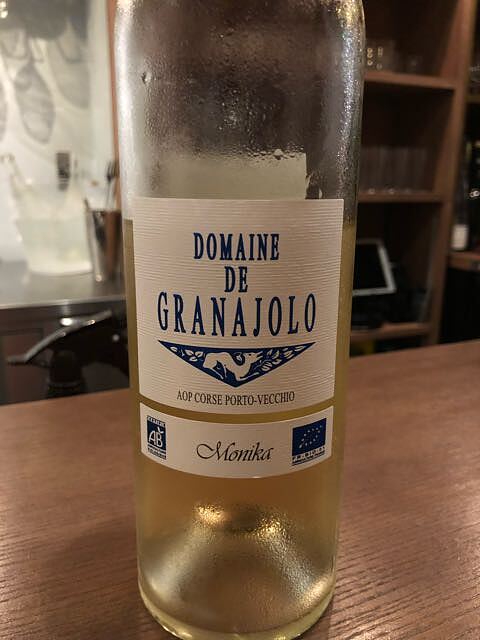 DOMAINE
DE
GRANAJOLO
AOP CORSE PORTO-VECCHIO
AB
Monika